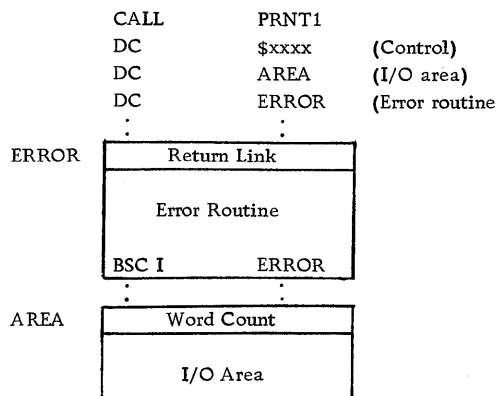 CALL PRNT1
DC $xxxx (Control)
DC AREA (I/O area)
DC ERROR (Error routine
: :
ERROR Return Link
Error Routine
BSC I ERROR
: :
AREA Word Count
I/O Area